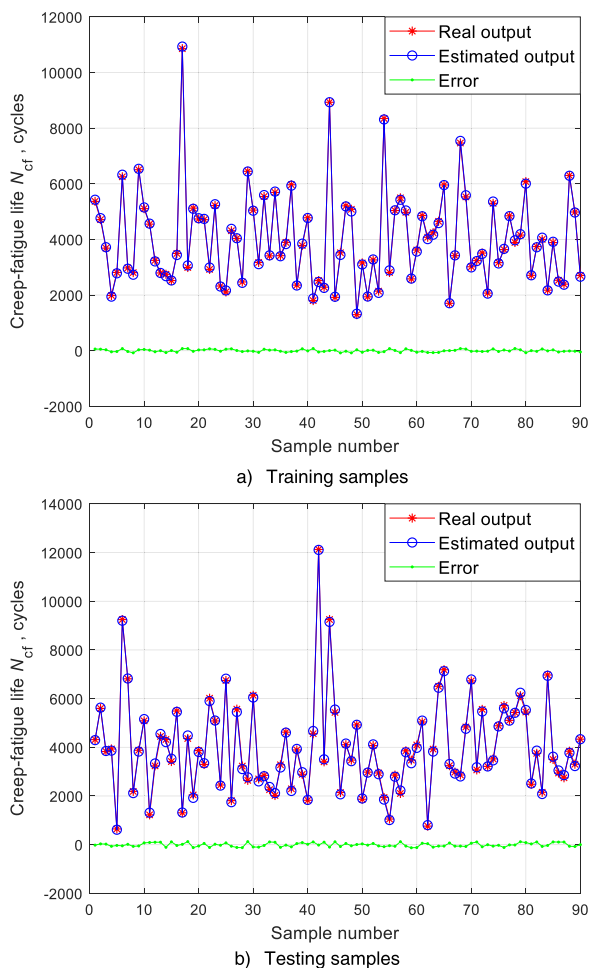 12000
10000
8000
6000
4000
2000
0
-2000
Creep-fatigue life Ncf , cycles
Real output
Estimated output
Error
0 10 20 30 40 50 60 70 80 90
Sample number
a) Training samples
14000
12000
10000
8000
6000
4000
2000
0
-2000
Creep-fatigue life Ncf , cycles
Real output
Estimated output
Error
0 10 20 30 40 50 60 70 80 90
Sample number
b) Testing samples